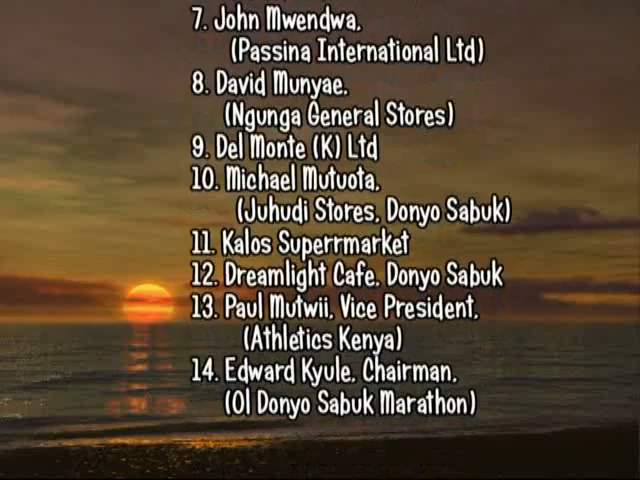 7. John Mwendwa,
(Passina International Ltd)
8. David Munyae,
(Ngunga General Stores)
9. Del Monte (K) Ltd
10. Michael Mutuota,
(Juhudi Stores, Donyo Sabuk)
11. Kalos Superrmarket
12. Dreamlight Cafe, Donyo Sabuk
13. Paul Mutwii, Vice President,
(Athletics Kenya)
14. Edward Kyule, Chairman,
(Ol Donyo Sabuk Marathon)